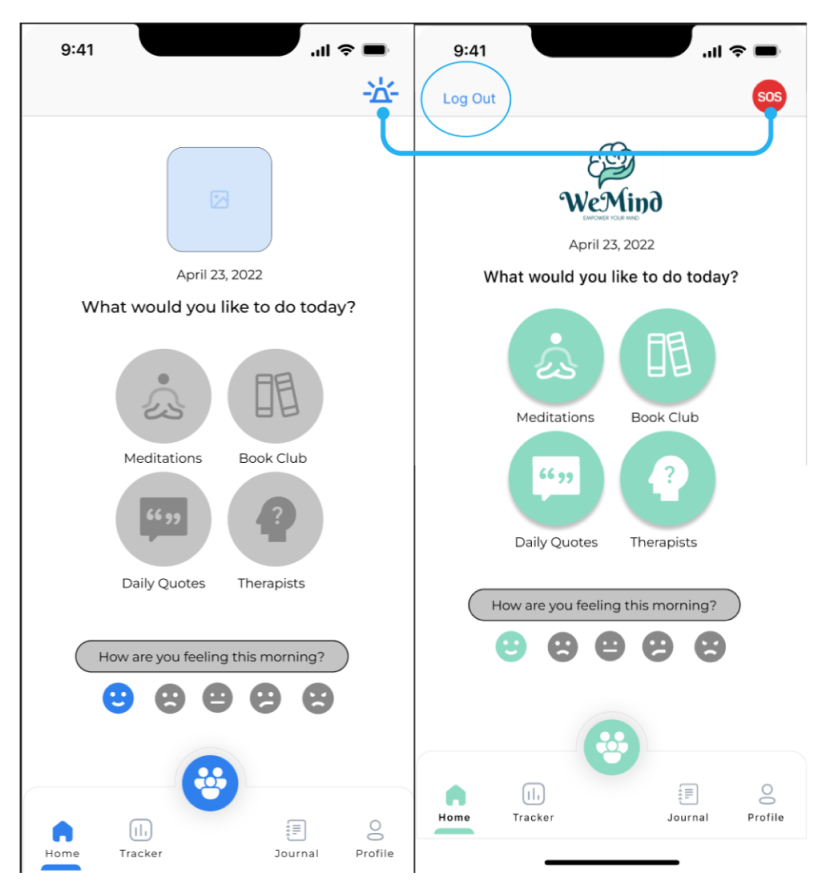 9:41
April 23, 2022
What would you like to do today?
Meditations
Book Club
Daily Quotes
Therapists
How are you feeling this morning?
Home
Tracker
Journal
Profile
9:41
Log Out
SOS
WeMind
EMPOWER YOUR MIND
April 23, 2022
What would you like to do today?
Meditations
Book Club
Daily Quotes
Therapists
How are you feeling this morning?
Home
Tracker
Journal
Profile